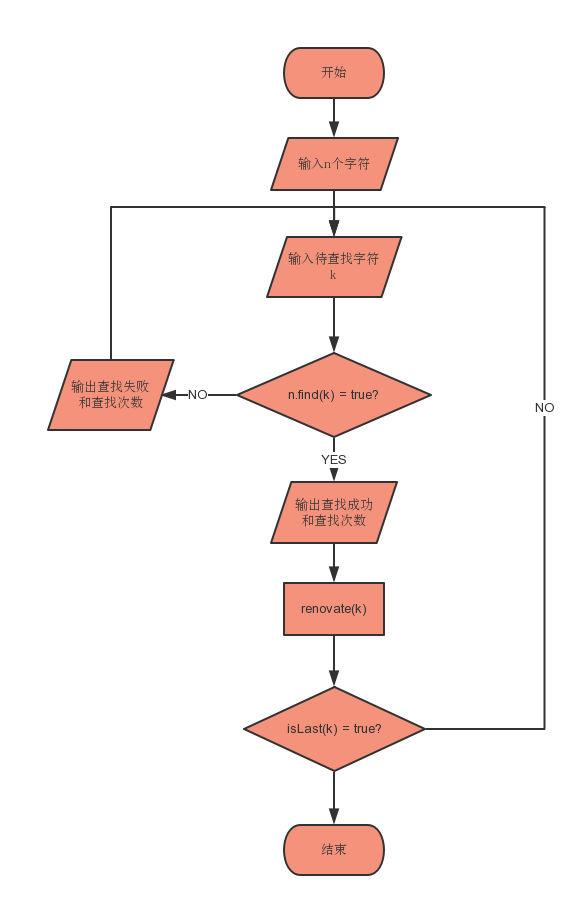 开始
输入n个字符
输入待查找字符
k
输出查找失败
和查找次数
NO
n.find(k) = true?
NO
YES
输出查找成功
和查找次数
renovate(k)
isLast(k) = true?
结束